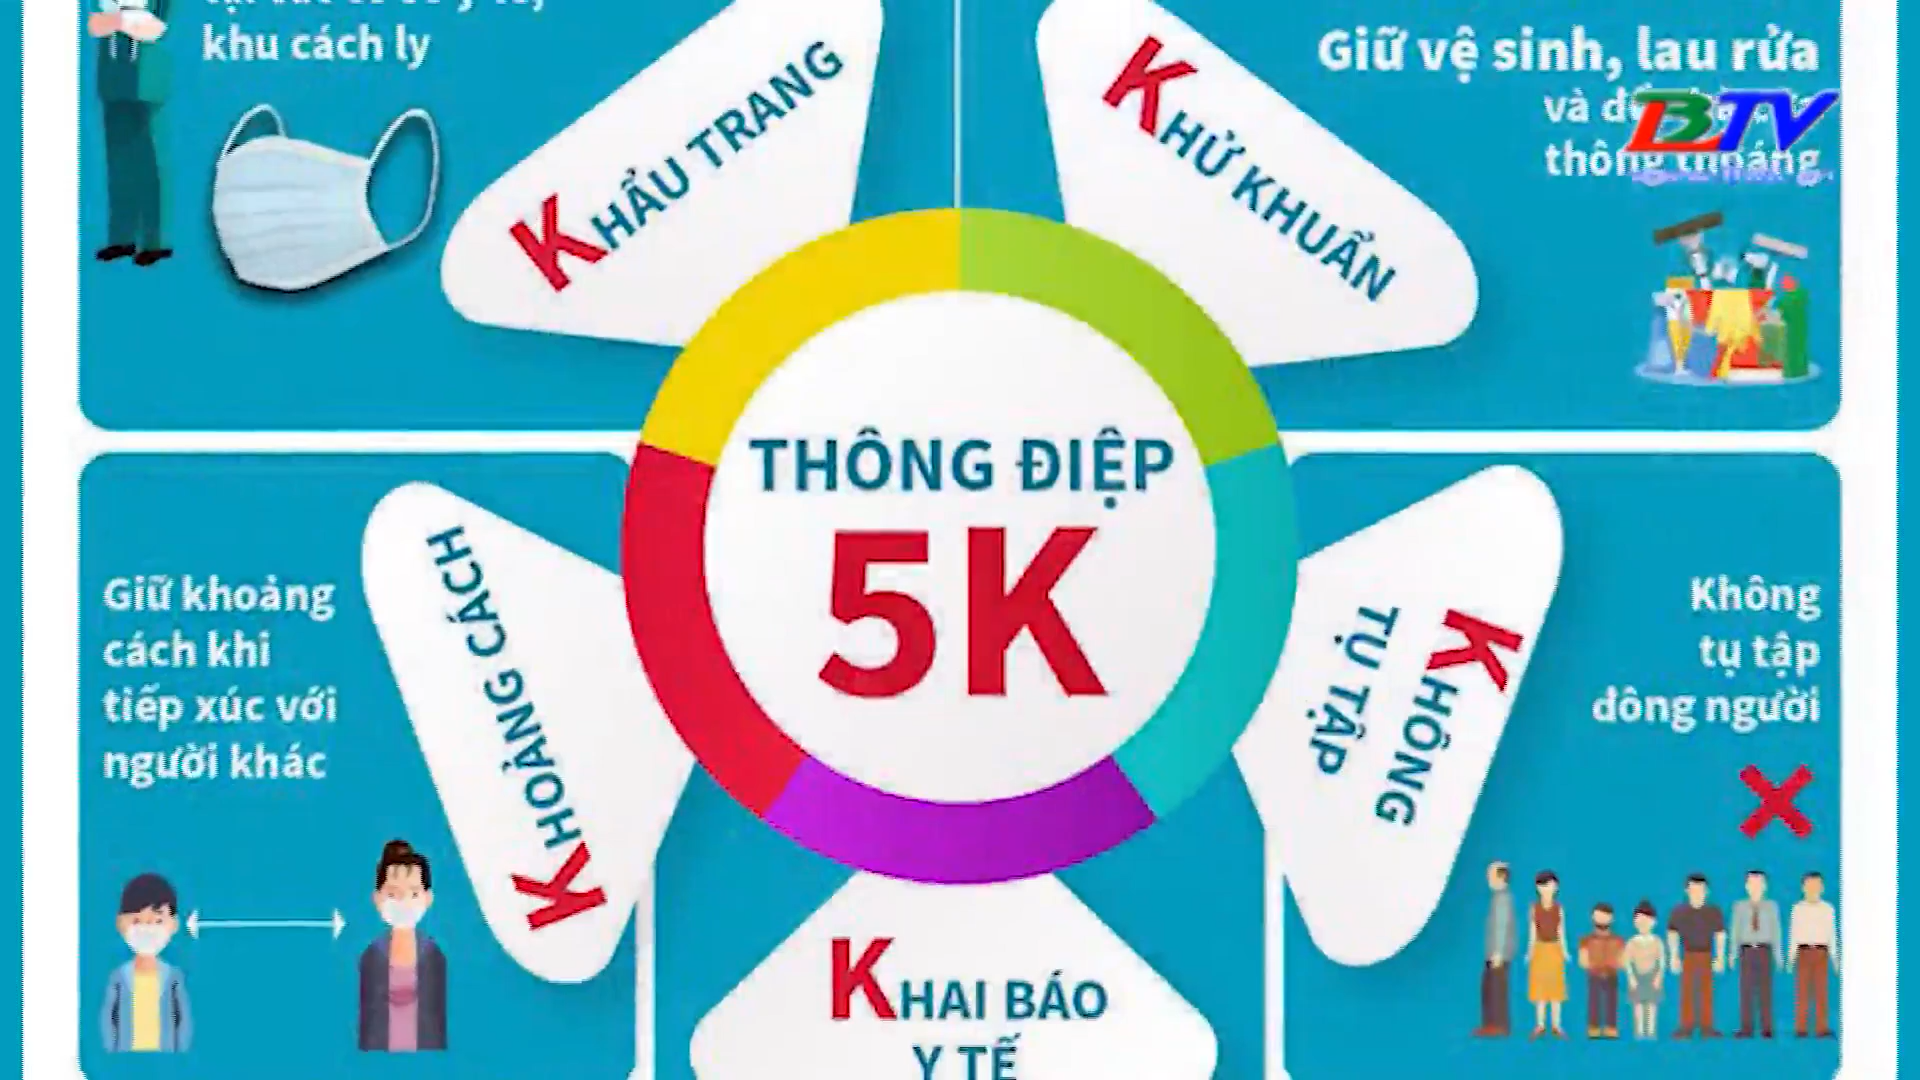 khu cách ly
KHẨU TRANG
KHỬ KHUẨN
Giữ vệ sinh, lau rửa
và
thông thoáng
BTV
THÔNG ĐIỆP
5K
Giữ khoảng
cách khi
tiếp xúc với
người khác
KHOẢNG CÁCH
KHÔNG
TỤ TẬP
Không
tụ tập
đông người
KHAI BÁO
Y TẾ